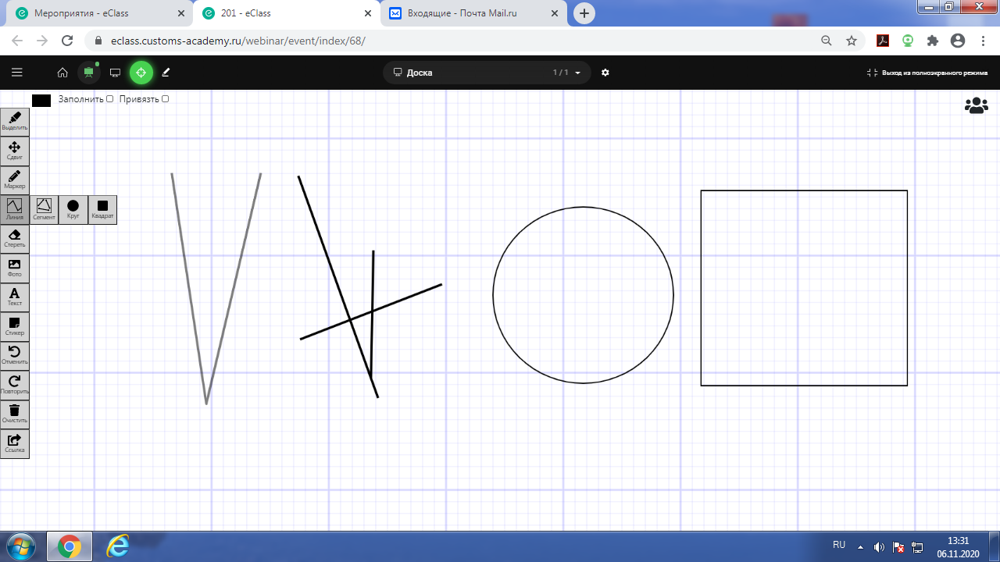 Мероприятия - eClass
201 - eClass
Входящие - Почта Mail.ru
eclass.customs-academy.ru/webinar/event/index/68/
Доска
1 / 1
Выход из полноэкранного режима
Заполнить
Привязть
Выделить
Сдвиг
Маркер
Линия
Сегмент
Круг
Квадрат
Стереть
Фото
Текст
Стикер
Отменить
Повторить
Очистить
Ссылка
RU
13:31
06.11.2020